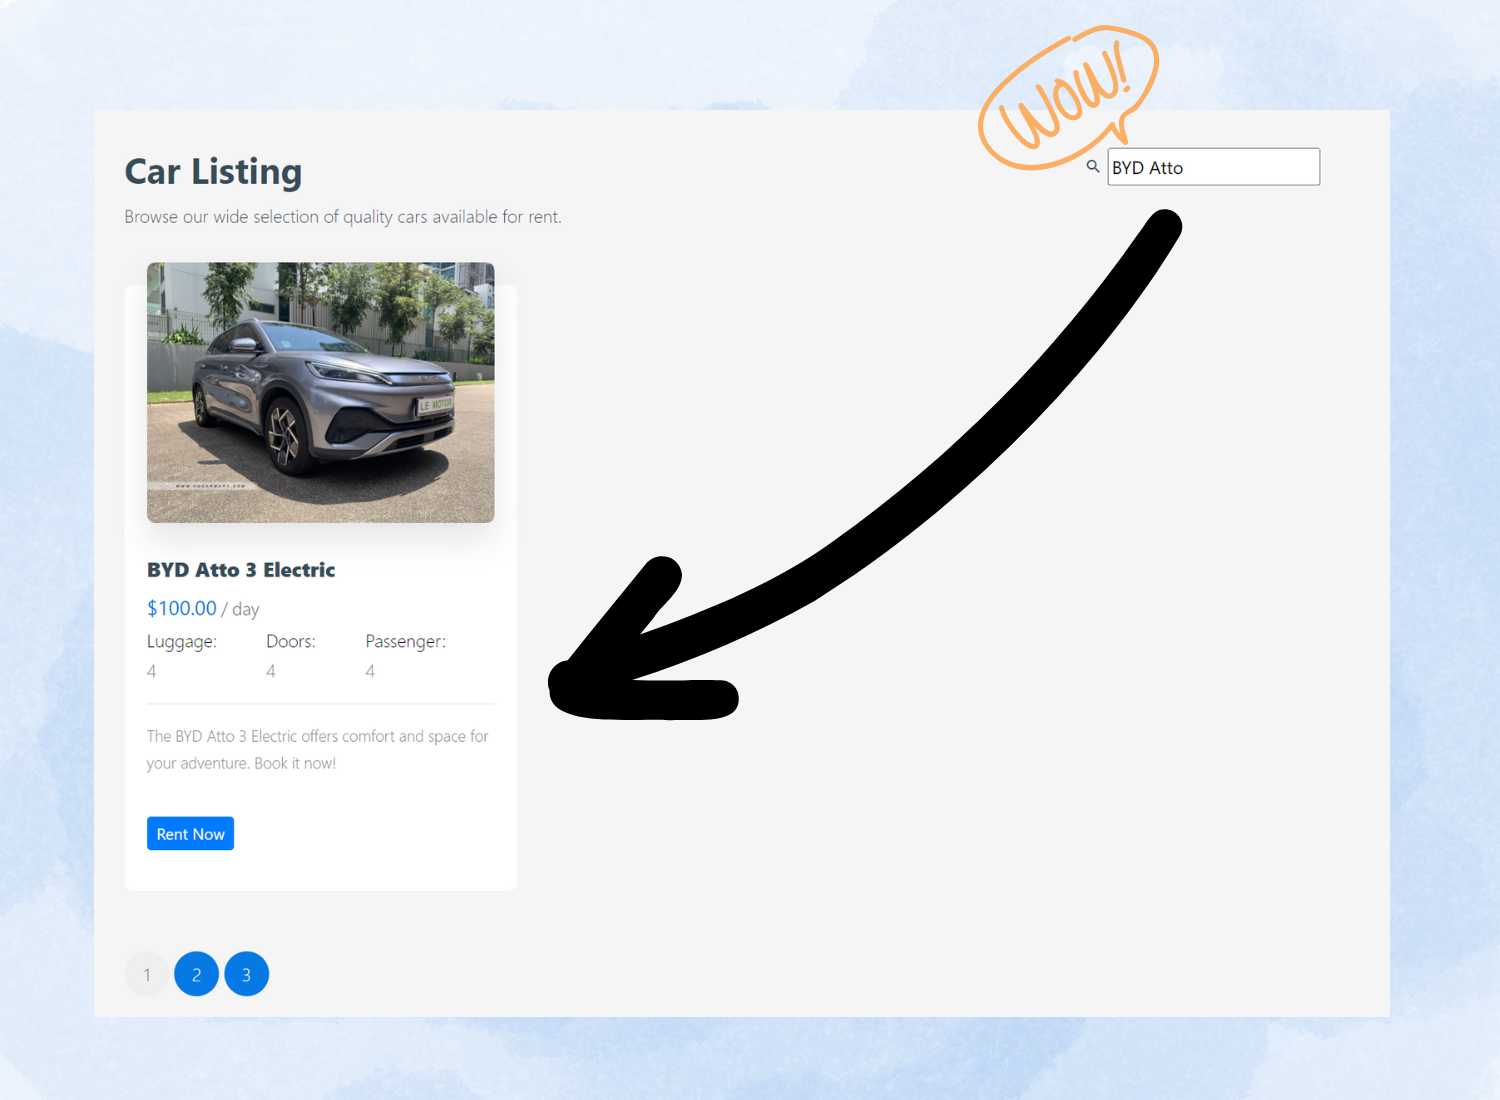 WOW!
Car Listing
BYD Atto
Browse our wide selection of quality cars available for rent.
LE MOTOR
BYD Atto 3 Electric
$100.00 / day
Luggage: Doors: Passenger:
4 4 4
The BYD Atto 3 Electric offers comfort and space for
your adventure. Book it now!
Rent Now
1 2 3